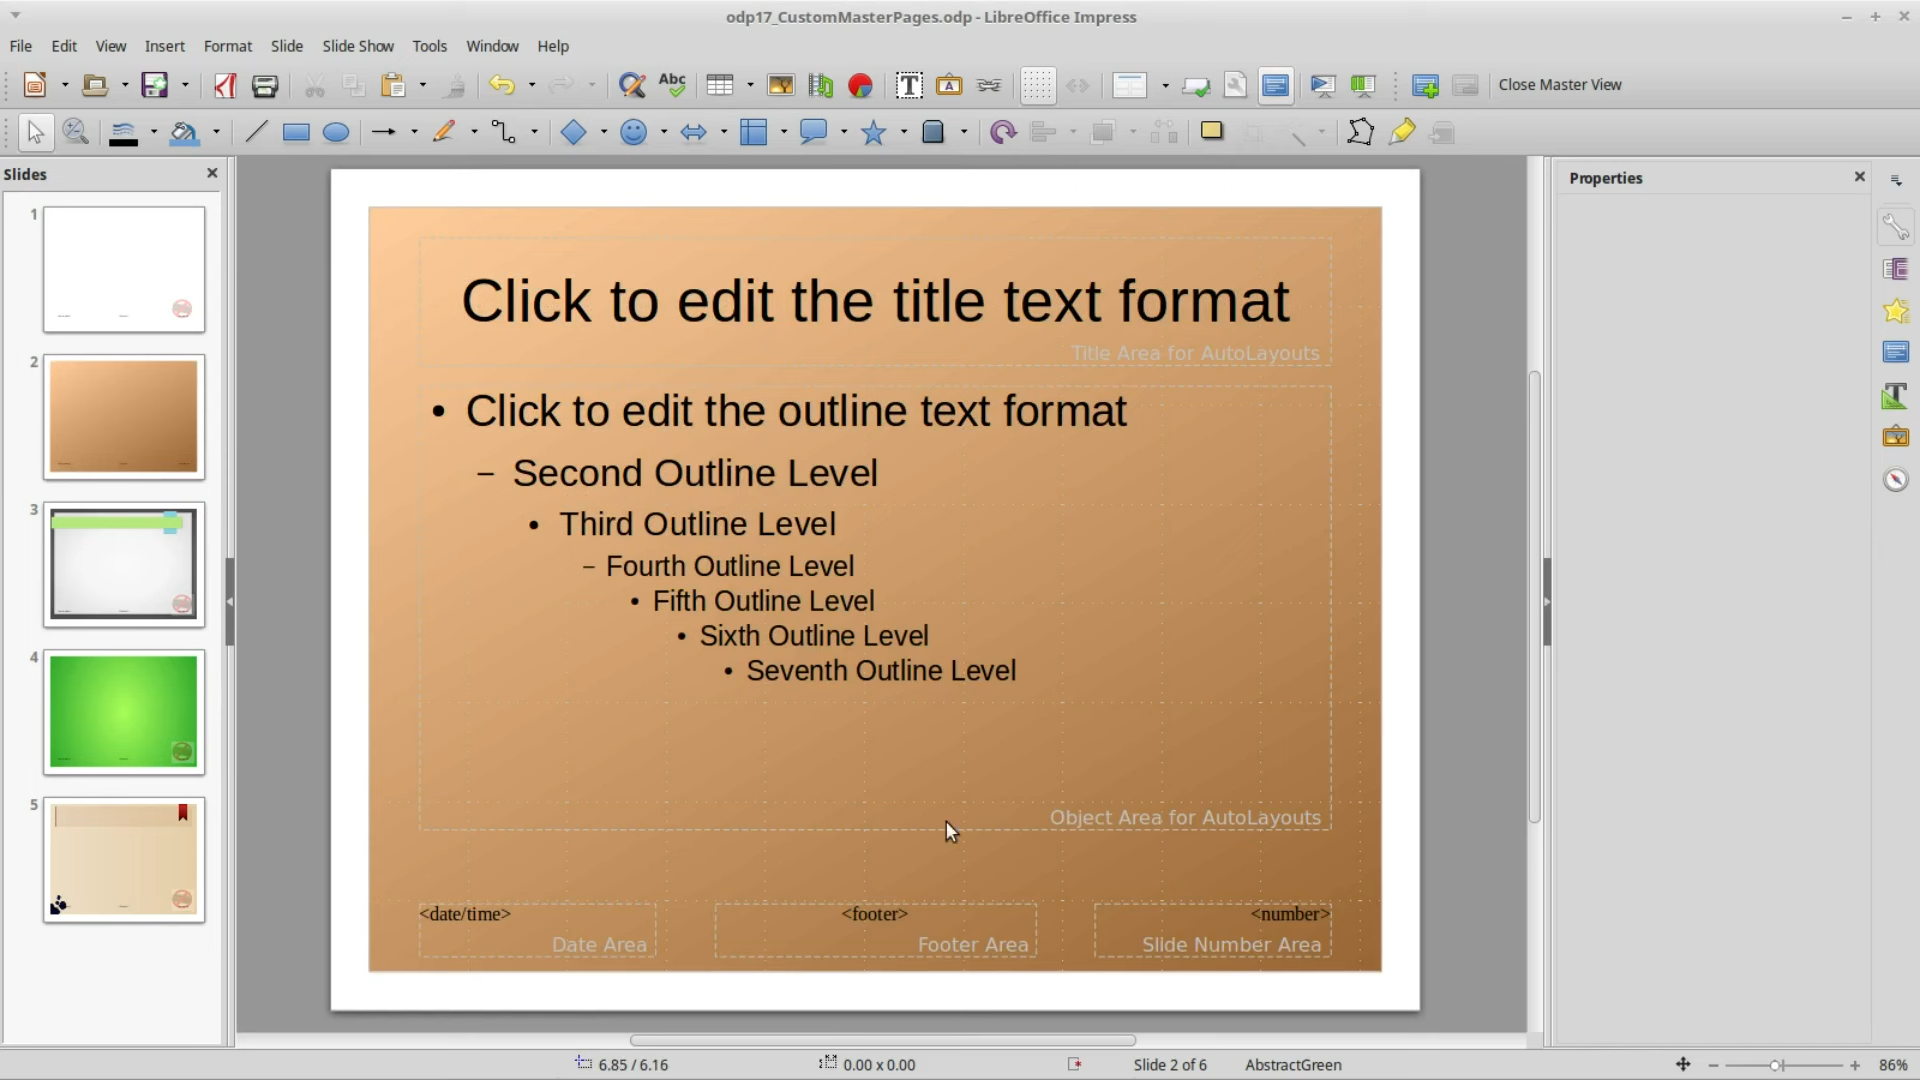 odp17_CustomMasterPages.odp - LibreOffice Impress
File Edit View Insert Format Slide Slide Show Tools Window Help
Abc
T
A
Close Master View
Slides
Properties
1
2
3
4
5
Click to edit the title text format
Title Area for AutoLayouts
• Click to edit the outline text format
– Second Outline Level
• Third Outline Level
– Fourth Outline Level
• Fifth Outline Level
• Sixth Outline Level
• Seventh Outline Level
Object Area for AutoLayouts
<date/time> <footer> <number>
Date Area Footer Area Slide Number Area
6.85 / 6.16 0.00 x 0.00 Slide 2 of 6 AbstractGreen 86%